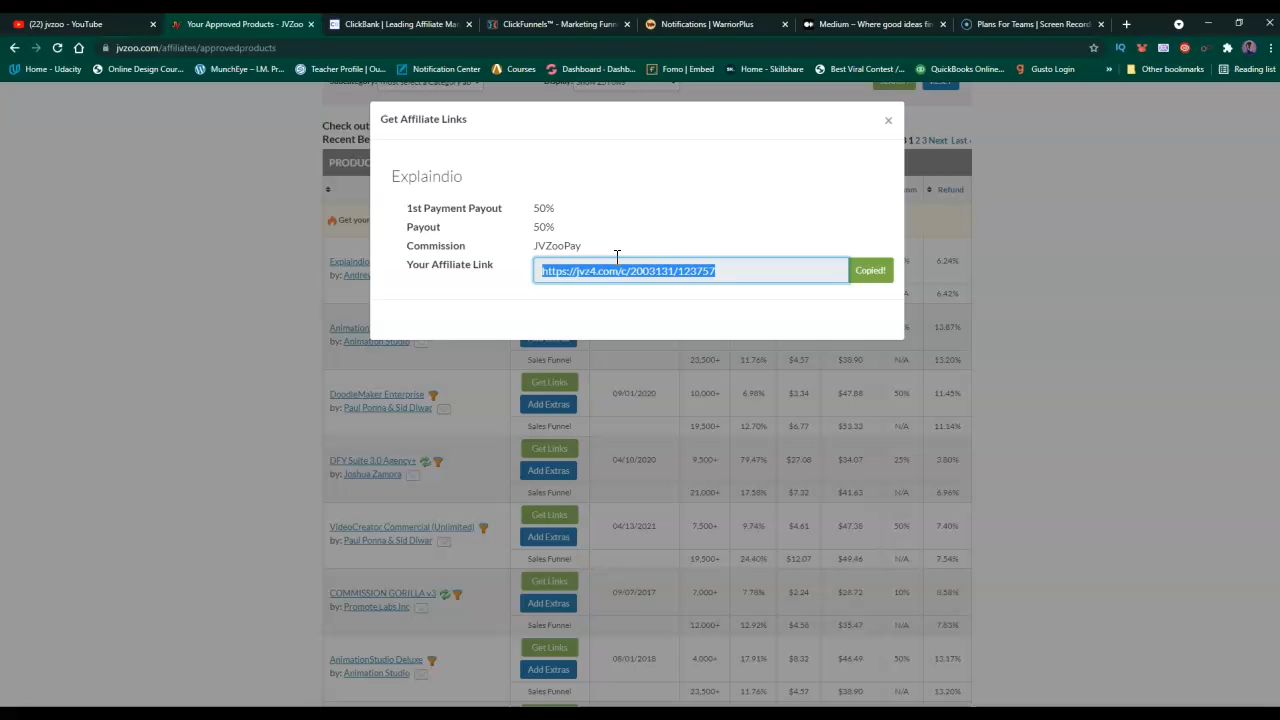 (22) jvzoo - YouTube
Your Approved Products - JVZoo
ClickBank | Leading Affiliate Mar
ClickFunnels™ - Marketing Funn
Notifications | WarriorPlus
Medium – Where good ideas fin
Plans For Teams | Screen Record
jvzoo.com/affiliates/approvedproducts
Home - Udacity
Online Design Cour...
MunchEye – I.M. Pr...
Teacher Profile | Ou...
Notification Center
Courses
Dashboard - Dashb...
Fomo | Embed
Home - Skillshare
Best Viral Contest /...
QuickBooks Online...
Gusto Login
»
Other bookmarks
Reading list
Get Affiliate Links
×
Check out
Recent Be
1 2 3 Next Last ›
PRODUC
Explaindio
Refund
1st Payment Payout 50%
Payout 50%
Commission JVZooPay
Your Affiliate Link https://jvz4.com/c/2003131/123757 Copied!
Get your
Explaindio
by: Andrey
6.24%
6.42%
Animation
by: Animation Studio
13.87%
Sales Funnel 23,500+ 11.76% $4.57 $38.90 N/A 13.20%
DoodleMaker Enterprise
by: Paul Ponna & Sid Diwar
Get Links
Add Extras
09/01/2020 10,000+ 6.98% $3.34 $47.88 50% 11.45%
Sales Funnel 19,500+ 12.70% $6.77 $53.33 N/A 11.14%
DFY Suite 3.0 Agency+
by: Joshua Zamora
Get Links
Add Extras
04/10/2020 9,500+ 79.47% $27.08 $34.07 25% 3.80%
Sales Funnel 21,000+ 17.58% $7.32 $41.63 N/A 6.96%
VideoCreator Commercial (Unlimited)
by: Paul Ponna & Sid Diwar
Get Links
Add Extras
04/13/2021 7,500+ 9.74% $4.61 $47.38 50% 7.40%
Sales Funnel 19,500+ 24.40% $12.07 $49.46 N/A 7.54%
COMMISSION GORILLA v3
by: Promote Labs Inc
Get Links
Add Extras
09/07/2017 7,000+ 7.78% $2.24 $28.72 10% 8.58%
Sales Funnel 12,000+ 12.92% $4.58 $35.47 N/A 7.83%
AnimationStudio Deluxe
by: Animation Studio
Get Links
Add Extras
08/01/2018 4,000+ 17.91% $8.32 $46.49 50% 13.17%
Sales Funnel 23,500+ 11.76% $4.57 $38.90 N/A 13.20%